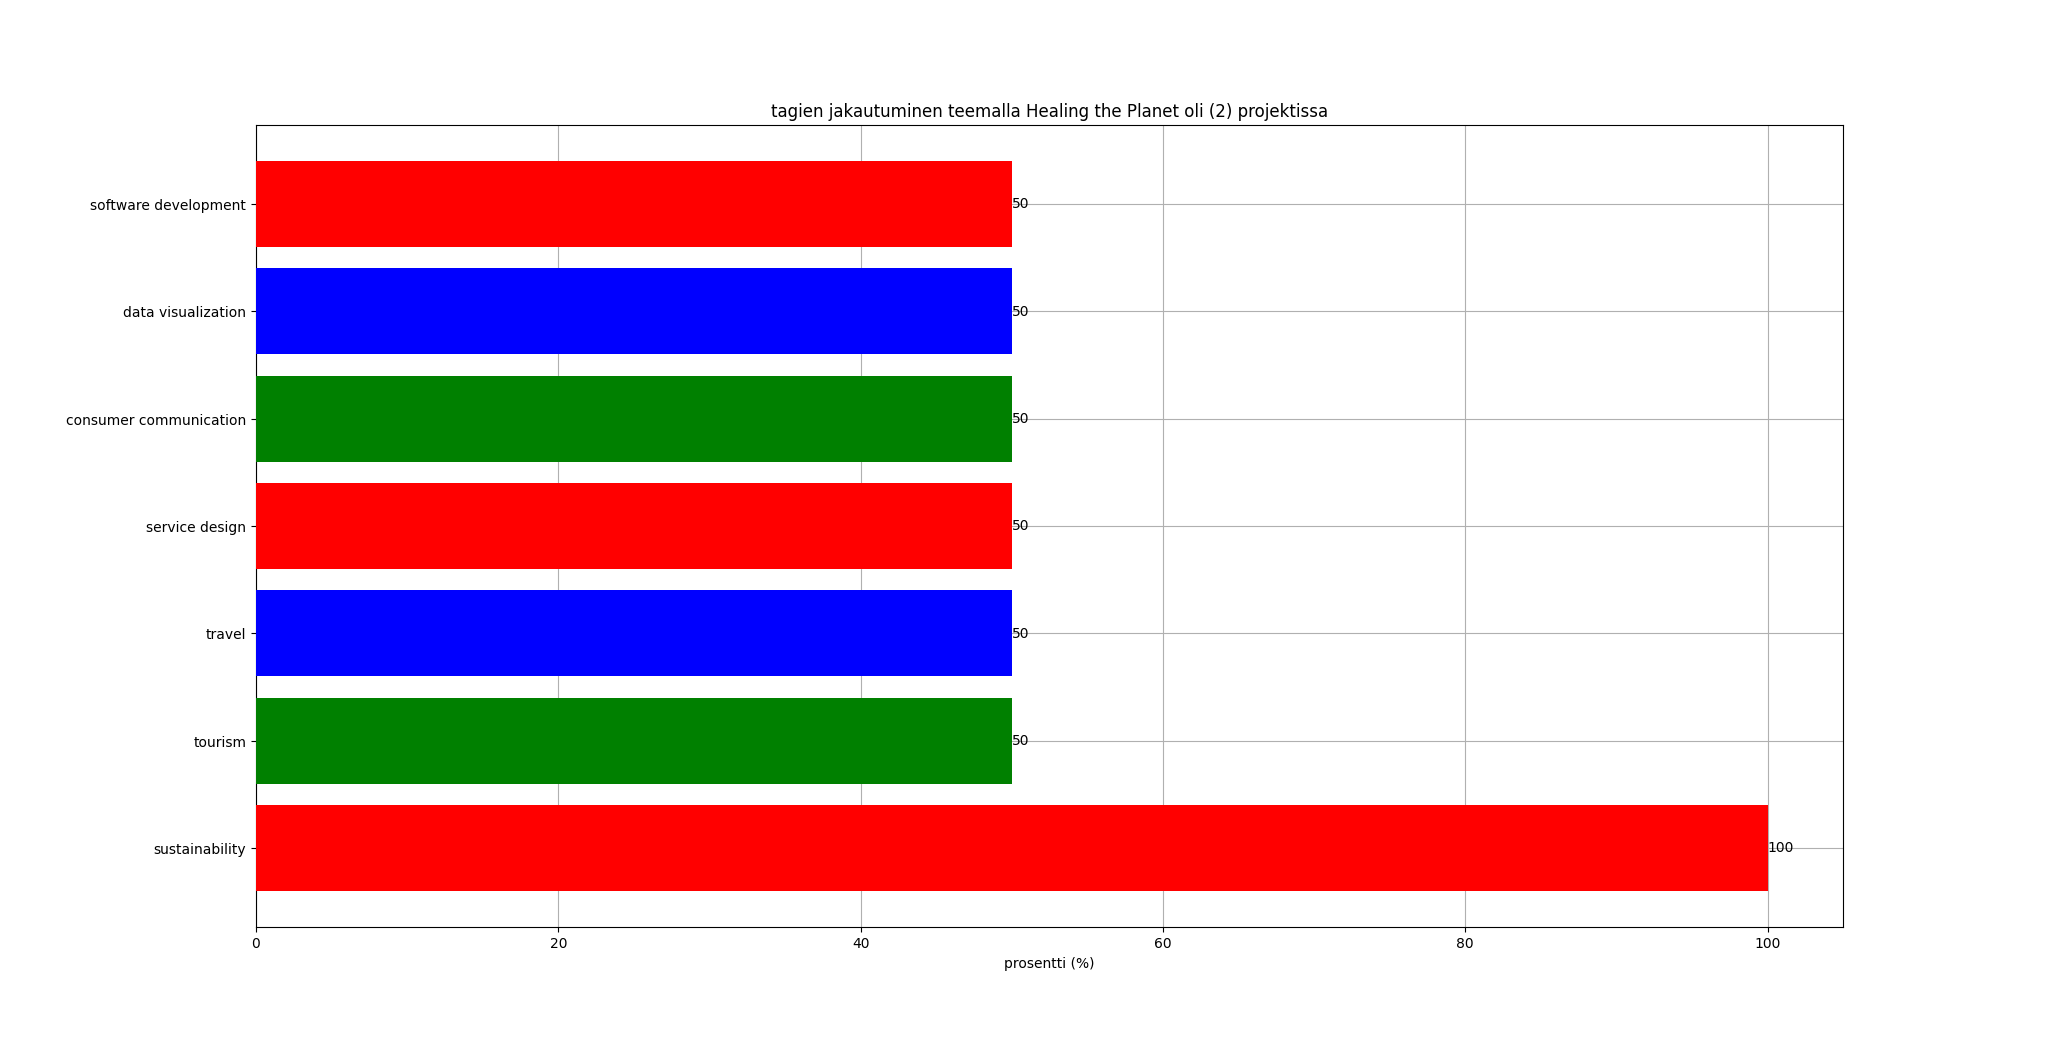 tagien jakautuminen teemalla Healing the Planet oli (2) projektissa
software development
50
data visualization
50
consumer communication
50
service design
50
travel
50
tourism
50
sustainability
100
0 20 40 60 80 100
prosentti (%)